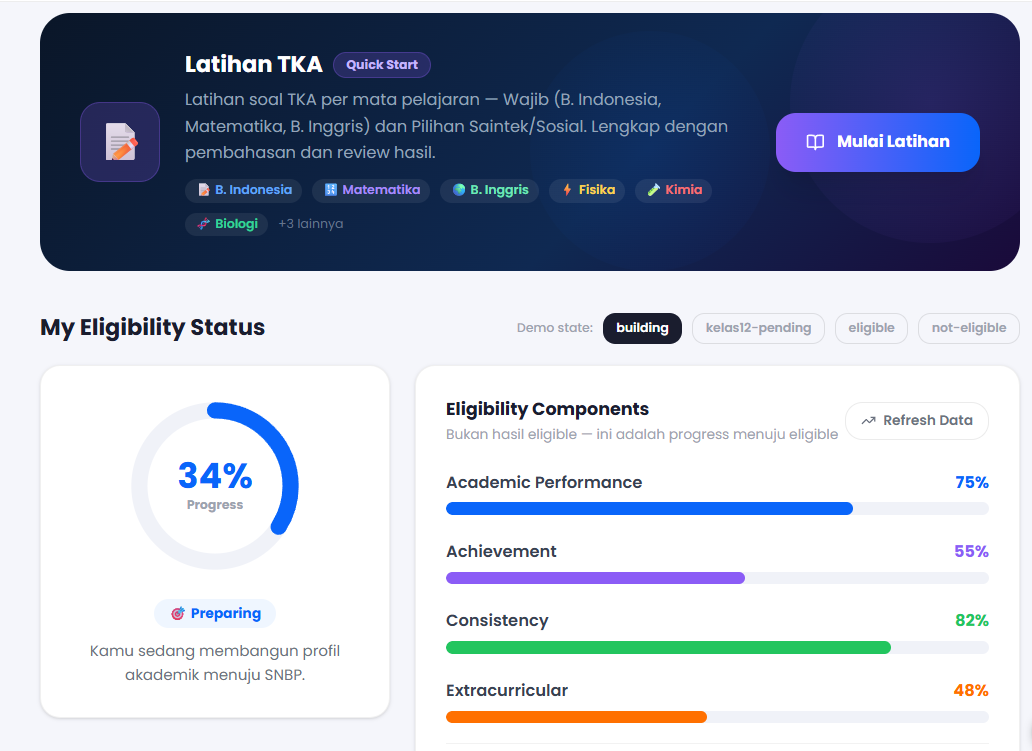 Latihan TKA Quick Start
Latihan soal TKA per mata pelajaran — Wajib (B. Indonesia,
Matematika, B. Inggris) dan Pilihan Saintek/Sosial. Lengkap dengan
pembahasan dan review hasil.
B. Indonesia Matematika B. Inggris Fisika Kimia
Biologi +3 lainnya
Mulai Latihan
My Eligibility Status
Demo state: building kelas12-pending eligible not-eligible
34%
Progress
Preparing
Kamu sedang membangun profil
akademik menuju SNBP.
Eligibility Components
Bukan hasil eligible — ini adalah progress menuju eligible
Refresh Data
Academic Performance 75%
Achievement 55%
Consistency 82%
Extracurricular 48%